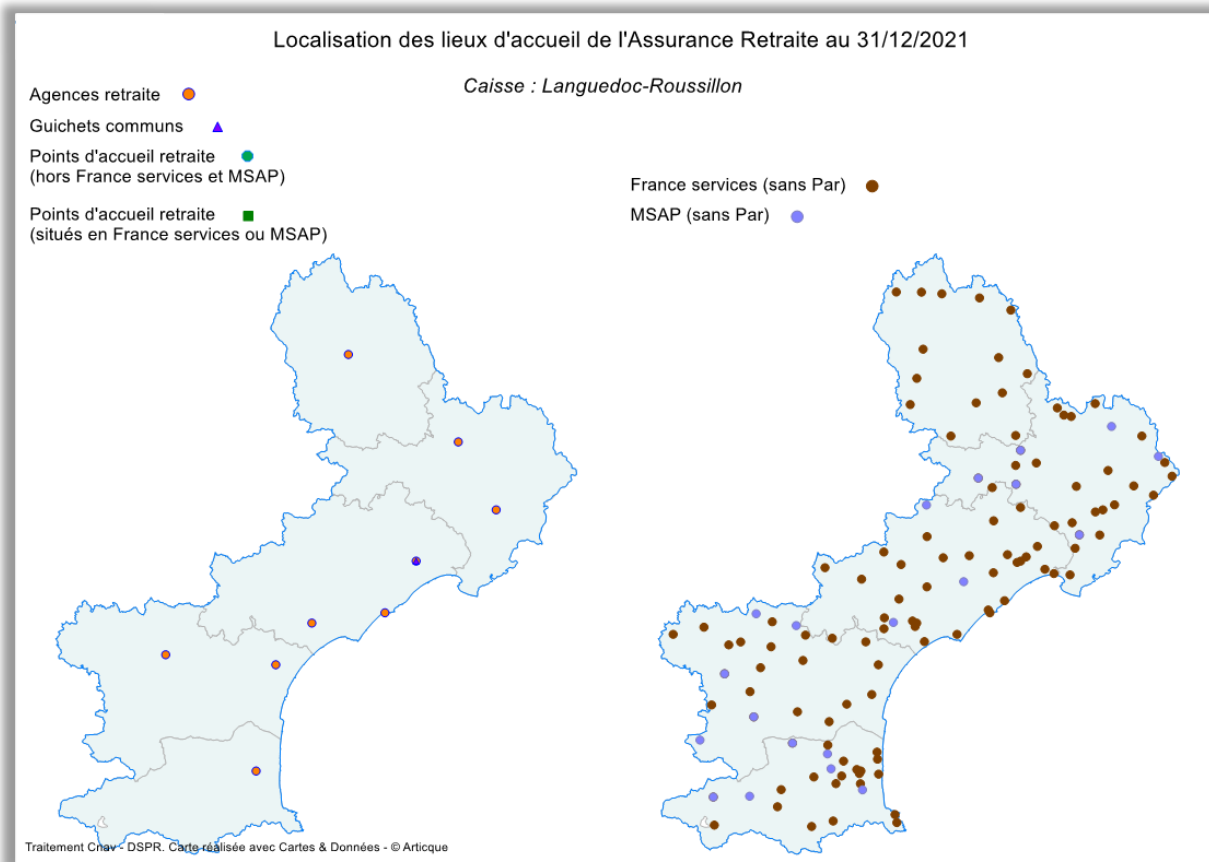 Localisation des lieux d'accueil de l'Assurance Retraite au 31/12/2021
Caisse : Languedoc-Roussillon
Agences retraite
Guichets communs
Points d'accueil retraite
(hors France services et MSAP)
Points d'accueil retraite
(situés en France services ou MSAP)
France services (sans Par)
MSAP (sans Par)
Traitement Cnav - DSPR. Carte réalisée avec Cartes & Données - © Articque